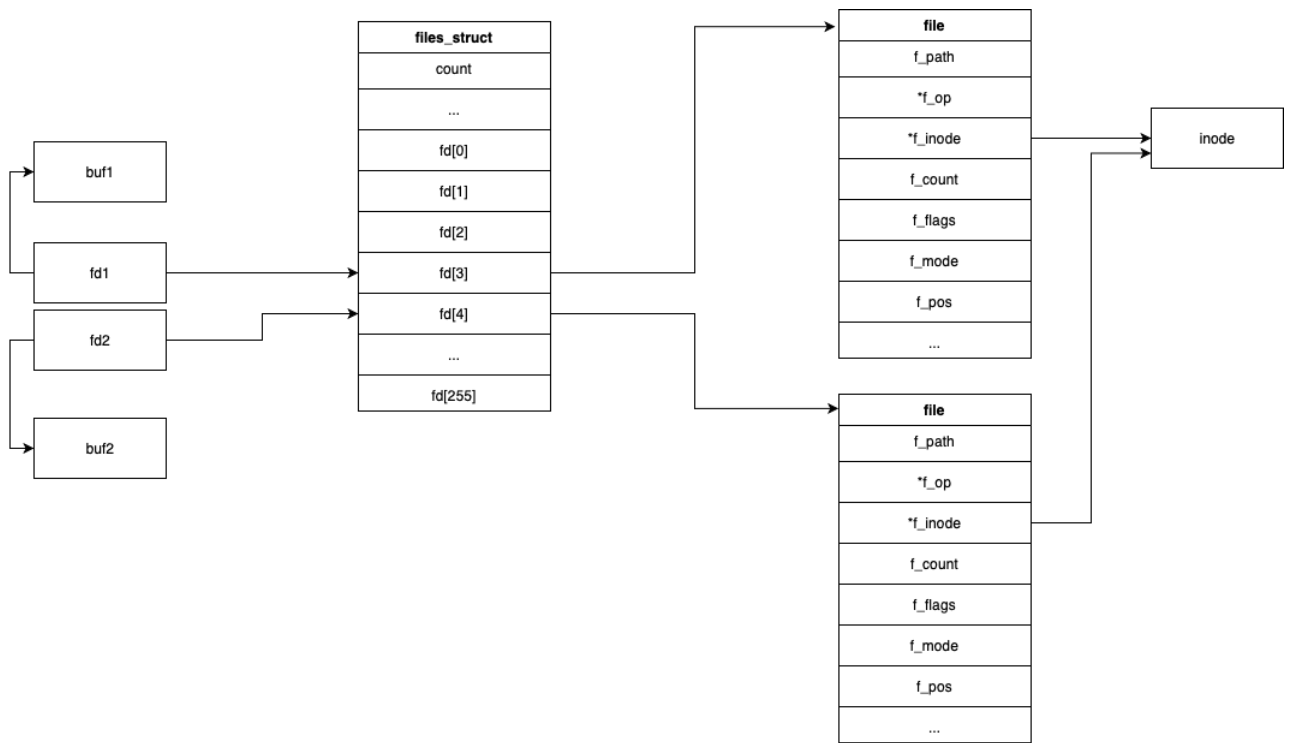 buf1
fd1
fd2
buf2
files_struct
count
...
fd[0]
fd[1]
fd[2]
fd[3]
fd[4]
...
fd[255]
file
f_path
*f_op
*f_inode
f_count
f_flags
f_mode
f_pos
...
file
f_path
*f_op
*f_inode
f_count
f_flags
f_mode
f_pos
...
inode